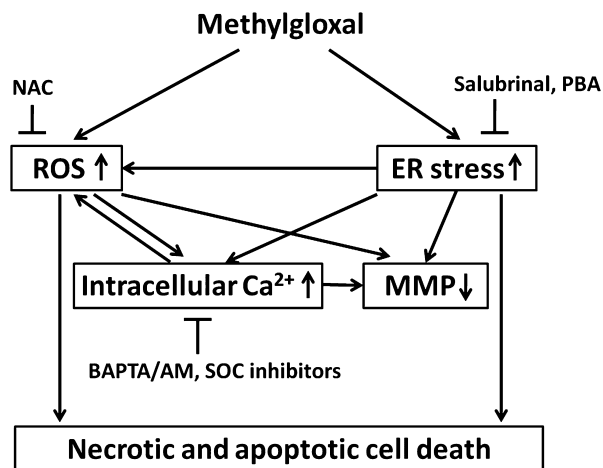 Methylgloxal
NAC
Salubrinal, PBA
ROS ↑
ER stress ↑
Intracellular Ca²⁺ ↑
MMP ↓
BAPTA/AM, SOC inhibitors
Necrotic and apoptotic cell death